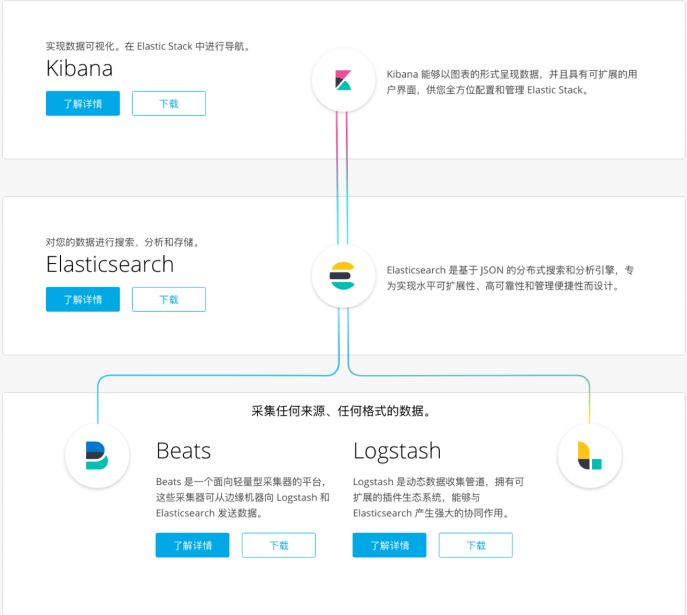 实现数据可视化。在 Elastic Stack 中进行导航。
Kibana
了解详情
下载
Kibana 能够以图表的形式呈现数据，并且具有可扩展的用
户界面，供您全方位配置和管理 Elastic Stack。
对您的数据进行搜索、分析和存储。
Elasticsearch
了解详情
下载
Elasticsearch 是基于 JSON 的分布式搜索和分析引擎，专
为实现水平可扩展性、高可靠性和管理便捷性而设计。
采集任何来源、任何格式的数据。
Beats
Beats 是一个面向轻量型采集器的平台，
这些采集器可从边缘机器向 Logstash 和
Elasticsearch 发送数据。
了解详情
下载
Logstash
Logstash 是动态数据收集管道，拥有可
扩展的插件生态系统，能够与
Elasticsearch 产生强大的协同作用。
了解详情
下载